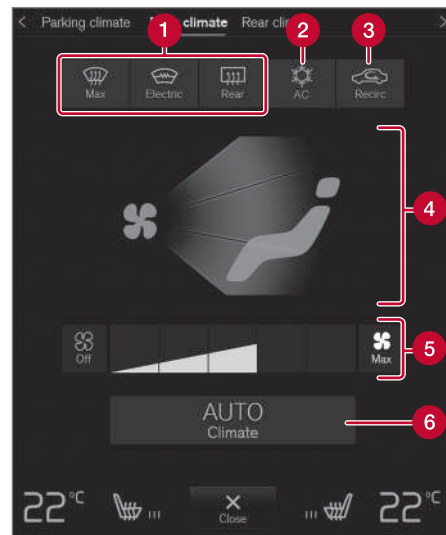 Parking climate climate Rear cli
1
2
3
Max Electric Rear AC Recirc
4
Off Max
5
AUTO
Climate
6
22°C Close 22°C